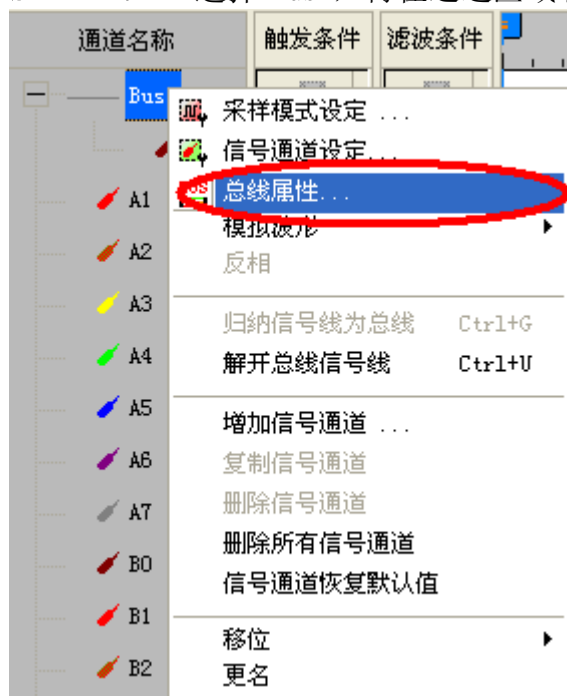 通道名称 触发条件 滤波条件
Bus
采样模式设定 ...
信号通道设定...
总线属性...
A1
模拟波形
A2
反相
A3
归纳信号线为总线 Ctrl+G
A4
解开总线信号线 Ctrl+U
A5
增加信号通道 ...
A6
复制信号通道
A7
删除信号通道
删除所有信号通道
B0
信号通道恢复默认值
B1
移位
B2
更名